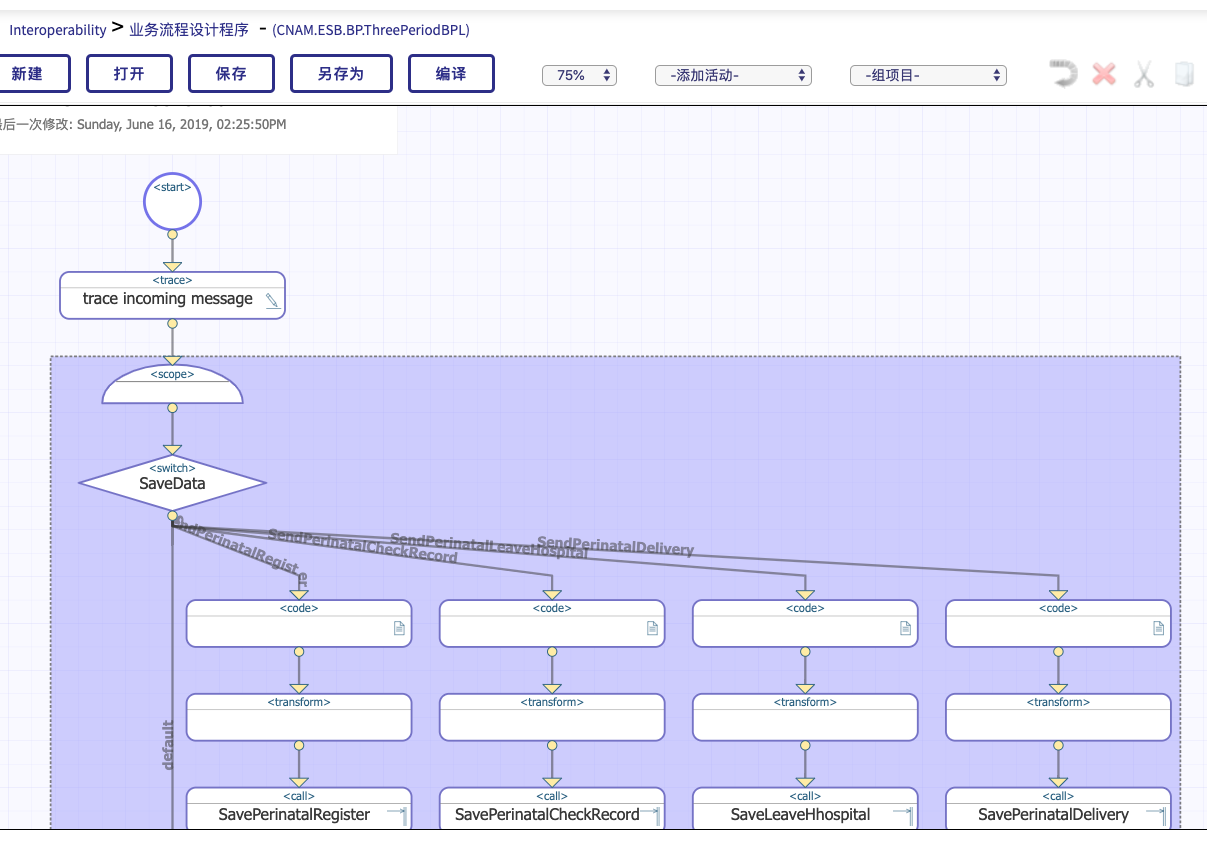 Interoperability > 业务流程设计程序 - (CNAM.ESB.BP.ThreePeriodBPL)
新建 打开 保存 另存为 编译 75% -添加活动- -组项目-
后一次修改: Sunday, June 16, 2019, 02:25:50PM
<start>
<trace>
trace incoming message
<scope>
<switch>
SaveData
ndPerinatalRegister SendPerinatalCheckRecord SendPerinatalLeaveHospital SendPerinatalDelivery
<code> <code> <code> <code>
<transform> <transform> <transform> <transform>
default
<call> <call> <call> <call>
SavePerinatalRegister SavePerinatalCheckRecord SaveLeaveHhospital SavePerinatalDelivery